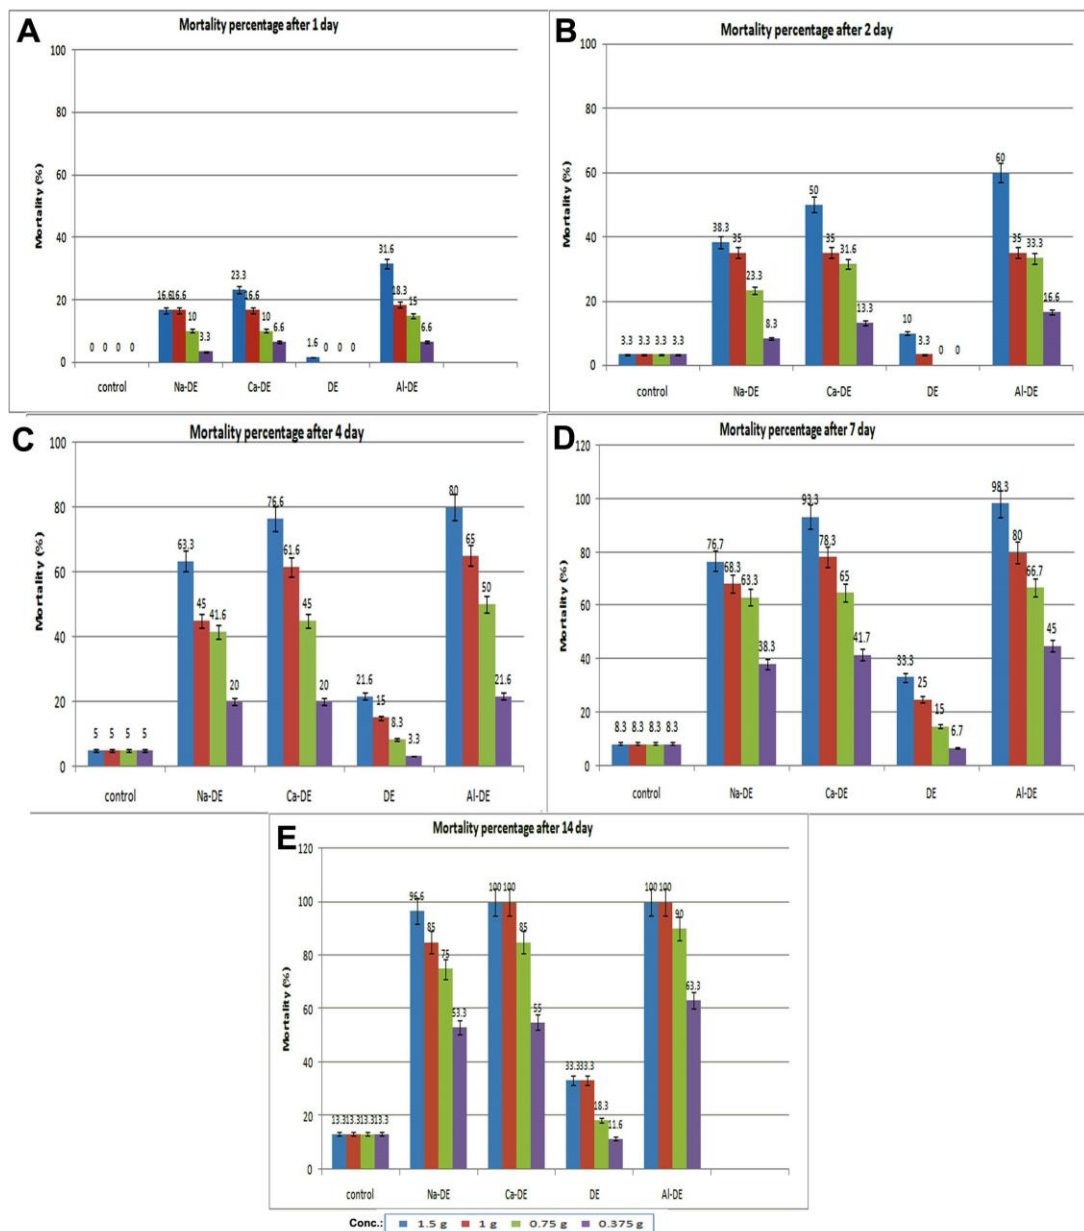 A
Mortality percentage after 1 day
Mortality (%)
100
80
60
40
20
0
0 0 0 0
16.6 16.6 10 3.3
23.3 16.6 10 6.6
1.6 0 0 0
31.6 18.3 15 6.6
control Na-DE Ca-DE DE Al-DE
B
Mortality percentage after 2 day
Mortality (%)
100
80
60
40
20
0
3.3 3.3 3.3 3.3
38.3 35 23.3 8.3
50 35 31.6 13.3
10 3.3 0 0
60 35 33.3 16.6
control Na-DE Ca-DE DE Al-DE
C
Mortality percentage after 4 day
Mortality (%)
100
80
60
40
20
0
5 5 5 5
63.3 45 41.6 20
76.6 61.6 45 20
21.6 15 8.3 3.3
80 65 50 21.6
control Na-DE Ca-DE DE Al-DE
D
Mortality percentage after 7 day
Mortality (%)
120
100
80
60
40
20
0
8.3 8.3 8.3 8.3
76.7 68.3 63.3 38.3
93.3 78.3 65 41.7
33.3 25 15 6.7
98.3 80 66.7 45
control Na-DE Ca-DE DE Al-DE
E
Mortality percentage after 14 day
Mortality (%)
120
100
80
60
40
20
0
13.3 13.3 13.3 13.3
96.6 85 75 53.3
100 100 85 55
33.3 33.3 18.3 11.6
100 100 90 63.3
control Na-DE Ca-DE DE Al-DE
Conc.: 1.5 g 1 g 0.75 g 0.375 g